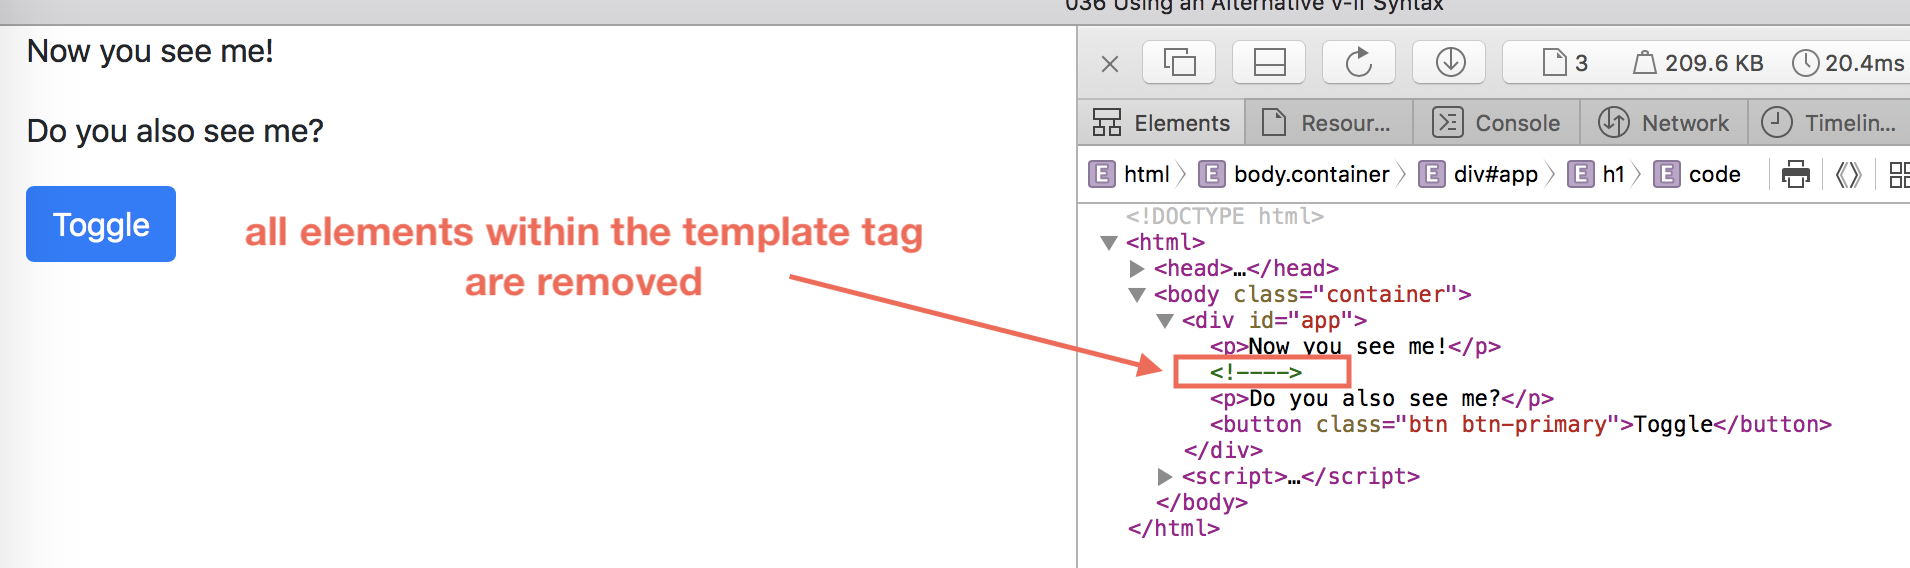 036 Using an Alternative v-if Syntax
Now you see me!
Do you also see me?
Toggle
all elements within the template tag
are removed
3 209.6 KB 20.4ms
Elements Resour... Console Network Timelin...
E html E body.container E div#app E h1 E code
<!DOCTYPE html>
<html>
<head>…</head>
<body class="container">
<div id="app">
<p>Now you see me!</p>
<!---->
<p>Do you also see me?</p>
<button class="btn btn-primary">Toggle</button>
</div>
<script>…</script>
</body>
</html>